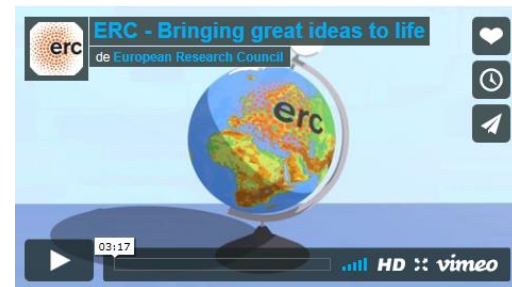 erc
ERC - Bringing great ideas to life
de European Research Council
erc
03:17
HD vimeo